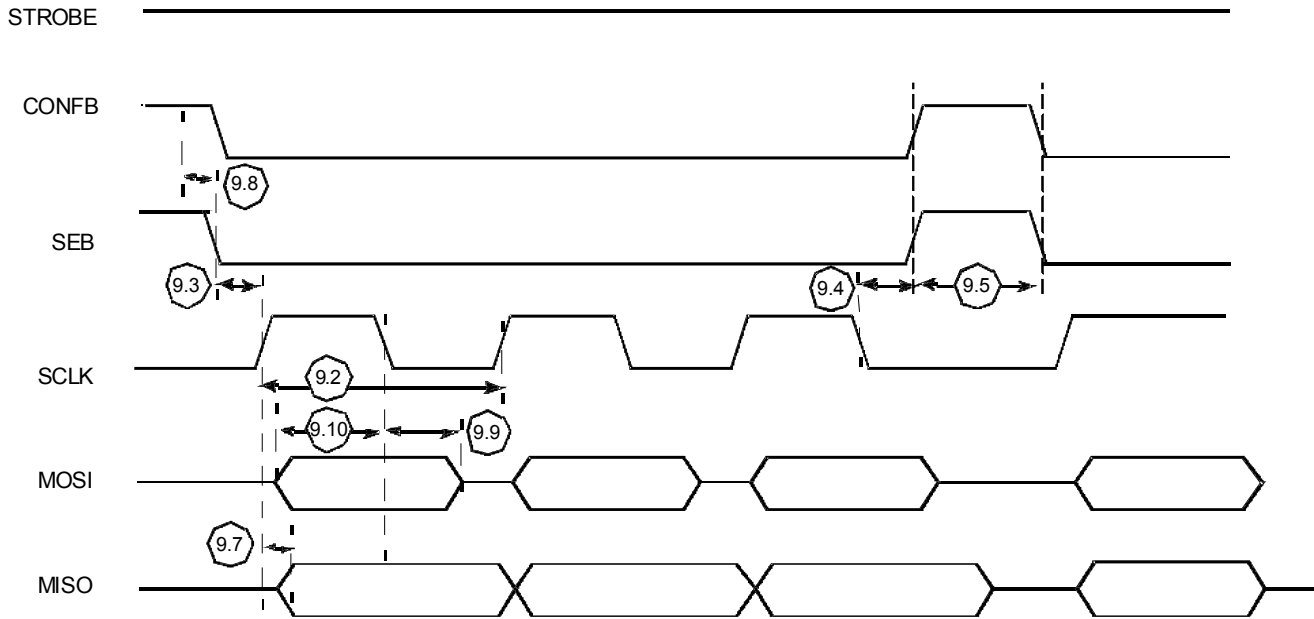 STROBE
CONFB
9.8
SEB
9.3
9.4
9.5
SCLK
9.2
9.10
9.9
MOSI
9.7
MISO